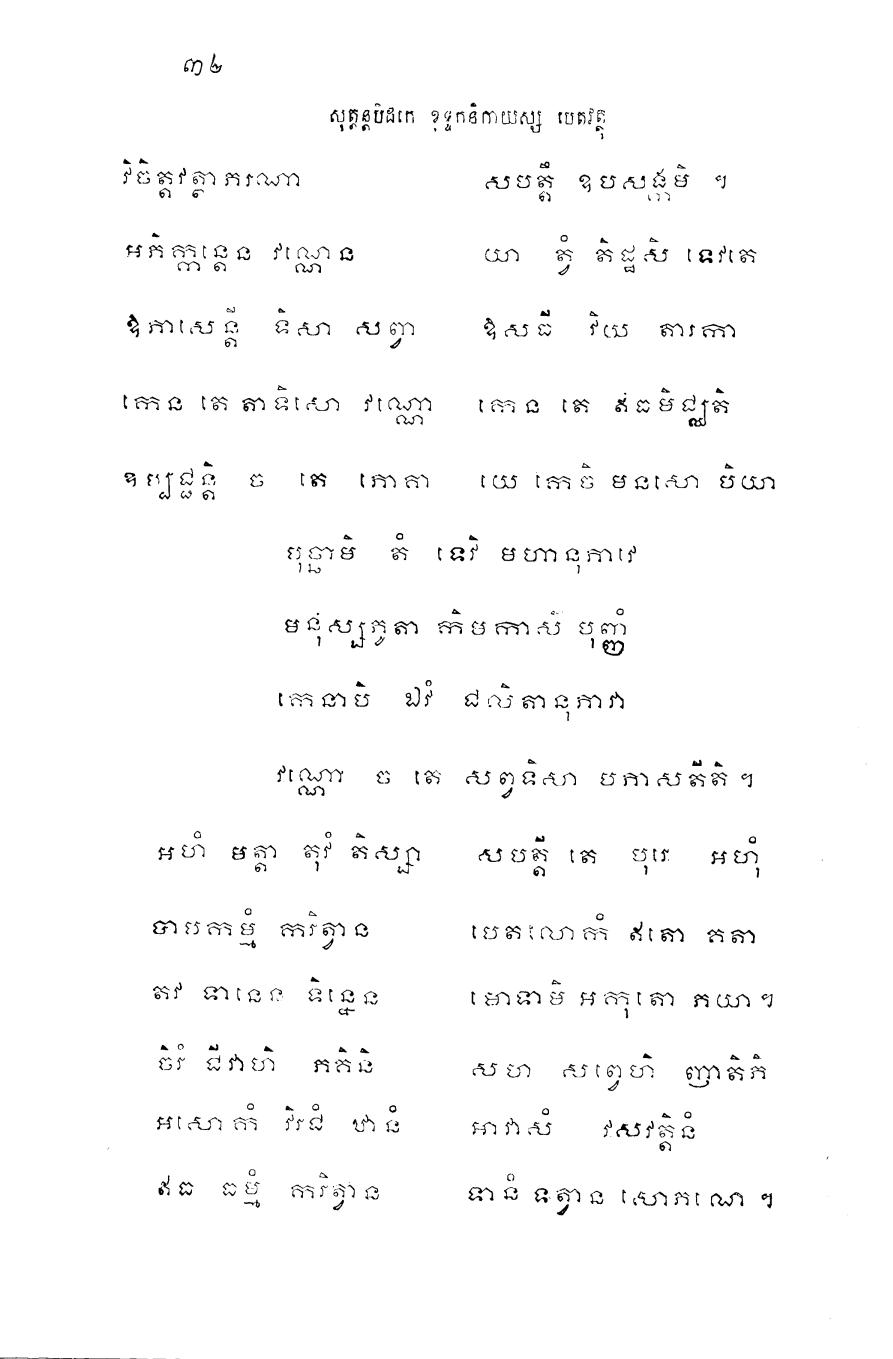 ៣២
សុត្តន្តបិដកេ ខុទ្ទកនិកាយស្ស បេតវត្ថុ
វិចិត្តវត្ថាភរណា សបត្តឹ ឧបសង្កមិ ។
អភិក្កន្តេន វណ្ណេន យា ត្វំ តិដ្ឋសិ ទេវតេ
ឱភាសេន្តី ទិសា សព្វា ឱសធី វិយ តារកា
កេន តេ តាទិសោ វណ្ណោ កេន តេ ឥធមិជ្ឈតិ
ឧប្បជ្ជន្តិ ច តេ ភោគា យេ កេចិ មនសោ បិយា
បុច្ឆាមិ តំ ទេវិ មហានុភាវេ
មនុស្សភូតា កិមកាសិ បុញ្ញំ
កេនាបិ ឯវំ ជលិតានុភាវា
វណ្ណោ ច តេ សព្វទិសា បភាសតីតិ ។
អហំ មត្តា តុវំ តិស្សា សបត្តី តេ បុរេ អហុំ
បាបកម្មំ ករិត្វាន បេតលោកំ ឥតោ គតា
តវ ទានេន ទិន្នេន មោទាមិ អកុតោ ភយា ។
ចិរំ ជីវាហិ ភគិនិ សហ សព្វេហិ ញាតិភិ
អសោកំ វិរជំ ឋានំ អាវាសំ វសវត្តិនំ
ឥធ ធម្មំ ករិត្វាន ទានំ ទត្វាន សោភណេ ។